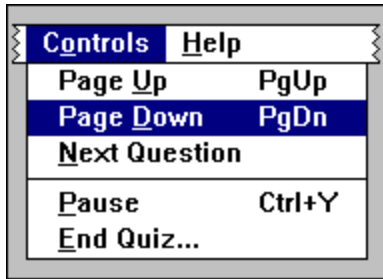 Controls Help
Page Up PgUp
Page Down PgDn
Next Question
Pause Ctrl+Y
End Quiz...